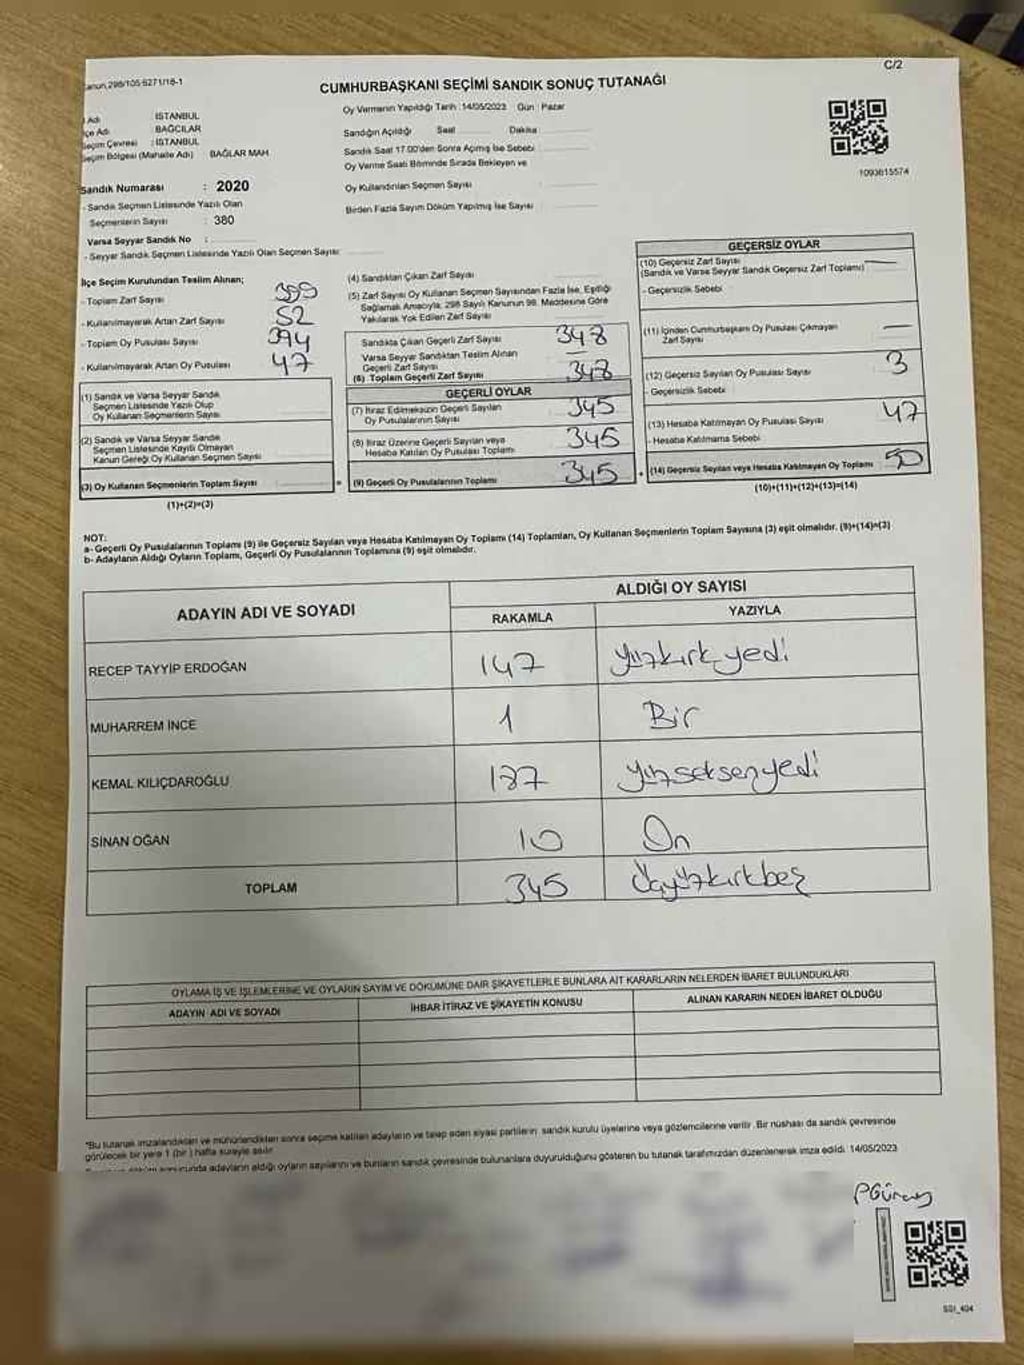 Kanun 298/105-6271/18-1
C/2
CUMHURBAŞKANI SEÇİMİ SANDIK SONUÇ TUTANAĞI
İl Adı İSTANBUL
İlçe Adı BAĞCILAR
Seçim Çevresi : İSTANBUL
Seçim Bölgesi (Mahalle Adı) BAĞLAR MAH
Sandık Numarası : 2020
- Sandık Seçmen Listesinde Yazılı Olan
Seçmenlerin Sayısı : 380
Varsa Seyyar Sandık No :
- Seyyar Sandık Seçmen Listesinde Yazılı Olan Seçmen Sayısı
Oy Vermenin Yapıldığı Tarih : 14/05/2023 Gün : Pazar
Sandığın Açıldığı Saat Dakika
Sandık Saat 17.00'den Sonra Açılmış İse Sebebi
Oy Verme Saati Bitiminde Sırada Bekleyen ve
Oy Kullandırılan Seçmen Sayısı
Birden Fazla Sayım Döküm Yapılmış İse Sayısı
1093615574
İlçe Seçim Kurulundan Teslim Alınan;
- Toplam Zarf Sayısı 399
- Kullanılmayarak Artan Zarf Sayısı 52
- Toplam Oy Pusulası Sayısı 394
- Kullanılmayarak Artan Oy Pusulası 47
(1) Sandık ve Varsa Seyyar Sandık
Seçmen Listesinde Yazılı Olup
Oy Kullanan Seçmenlerin Sayısı
(2) Sandık ve Varsa Seyyar Sandık
Seçmen Listesinde Kayıtlı Olmayan
Kanun Gereği Oy Kullanan Seçmen Sayısı
(3) Oy Kullanan Seçmenlerin Toplam Sayısı =
(1)+(2)=(3)
(4) Sandıktan Çıkan Zarf Sayısı
(5) Zarf Sayısı Oy Kullanan Seçmen Sayısından Fazla İse, Eşitliği
Sağlamak Amacıyla, 298 Sayılı Kanunun 98. Maddesine Göre
Yakılarak Yok Edilen Zarf Sayısı
Sandıkta Çıkan Geçerli Zarf Sayısı 348
Varsa Seyyar Sandıktan Teslim Alınan
Geçerli Zarf Sayısı
(6) Toplam Geçerli Zarf Sayısı 348
GEÇERLİ OYLAR
(7) İtiraz Edilmeksizin Geçerli Sayılan
Oy Pusulasının Sayısı 345
(8) İtiraz Üzerine Geçerli Sayılan veya
Hesaba Katılan Oy Pusulası Toplamı 345
(9) Geçerli Oy Pusulalarının Toplamı 345 +
GEÇERSİZ OYLAR
(10) Geçersiz Zarf Sayısı —
(Sandık ve Varsa Seyyar Sandık Geçersiz Zarf Toplamı)
- Geçersizlik Sebebi
(11) İçinden Cumhurbaşkanı Oy Pusulası Çıkmayan
Zarf Sayısı —
(12) Geçersiz Sayılan Oy Pusulası Sayısı 3
- Geçersizlik Sebebi
(13) Hesaba Katılmayan Oy Pusulası Sayısı 47
- Hesaba Katılmama Sebebi
(14) Geçersiz Sayılan veya Hesaba Katılmayan Oy Toplamı 50
(10)+(11)+(12)+(13)=(14)
NOT:
a- Geçerli Oy Pusulalarının Toplamı (9) ile Geçersiz Sayılan veya Hesaba Katılmayan Oy Toplamı (14) Toplamları, Oy Kullanan Seçmenlerin Toplam Sayısına (3) eşit olmalıdır. (9)+(14)=(3)
b- Adayların Aldığı Oyların Toplamı, Geçerli Oy Pusulalarının Toplamına (9) eşit olmalıdır.
ADAYIN ADI VE SOYADI ALDIĞI OY SAYISI
RAKAMLA YAZIYLA
RECEP TAYYİP ERDOĞAN 147 yüzkırkyedi
MUHARREM İNCE 1 Bir
KEMAL KILIÇDAROĞLU 187 yüzseksenyedi
SİNAN OĞAN 10 On
TOPLAM 345 üçyüzkırkbeş
OYLAMA İŞ VE İŞLEMLERİNE VE OYLARIN SAYIM VE DÖKÜMÜNE DAİR ŞİKAYETLERLE BUNLARA AİT KARARLARIN NELERDEN İBARET BULUNDUKLARI
ADAYIN ADI VE SOYADI İHBAR İTİRAZ VE ŞİKAYETİN KONUSU ALINAN KARARIN NEDEN İBARET OLDUĞU
*Bu tutanak imzalandıktan ve mühürlendikten sonra seçime katılan adayların ve talep eden siyasi partilerin sandık kurulu üyelerine veya gözlemcilerine verilir. Bir nüshası da sandık çevresinde
görülecek bir yere 1 (bir) hafta süreyle asılır.
sonucunda adayların aldığı oyların sayılarını ve bunların sandık çevresinde bulunanlara duyurulduğunu gösteren bu tutanak tarafımızdan düzenlenerek imza edildi. 14/05/2023
SSI_404